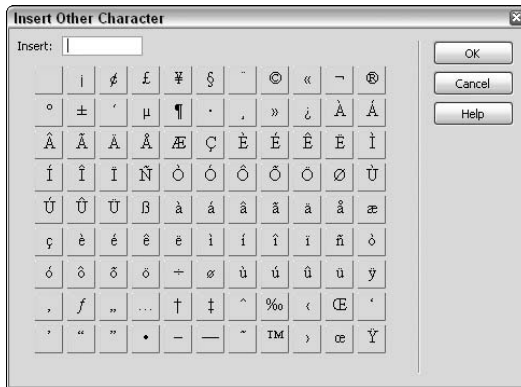 Insert Other Character
Insert:
OK
Cancel
Help
¡ ¢ £ ¥ § ¨ © « ¬ ®
° ± ´ µ ¶ · ¸ » ¿ À Á
Â Ã Ä Å Æ Ç È É Ê Ë Ì
Í Î Ï Ñ Ò Ó Ô Õ Ö Ø Ù
Ú Û Ü ß à á â ã ä å æ
ç è é ê ë ì í î ï ñ ò
ó ô õ ö ÷ ø ù ú û ü ÿ
‚ ƒ „ … † ‡ ˆ ‰ ‹ Œ ‘
’ “ ” • – — ˜ ™ › œ Ÿ